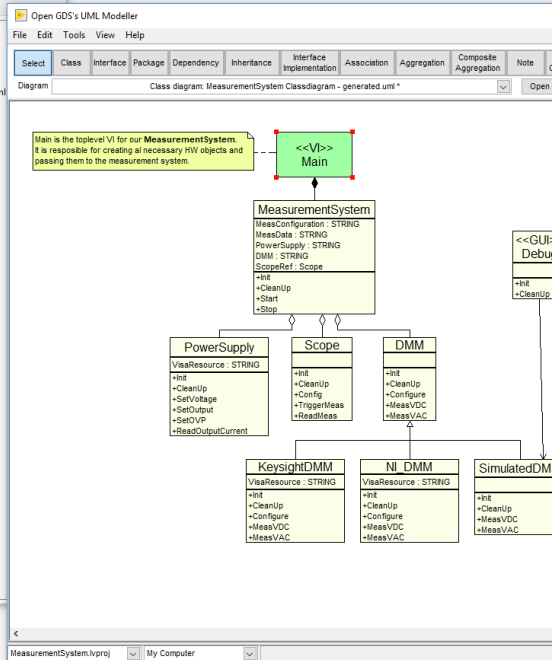 Open GDS's UML Modeller
File Edit Tools View Help
Select Class Interface Package Dependency Inheritance Interface Implementation Association Aggregation Composite Aggregation Note
Diagram Class diagram: MeasurementSystem Classdiagram - generated.uml * Open
Main is the toplevel VI for our MeasurementSystem.
It is resposible for creating al necessary HW objects and
passing them to the measurement system.
<<VI>>
Main
MeasurementSystem
MeasConfiguration : STRING
MeasData : STRING
PowerSupply : STRING
DMM : STRING
ScopeRef : Scope
+Init
+CleanUp
+Start
+Stop
<<GUI>
Debug
+Init
+CleanUp
PowerSupply
VisaResource : STRING
+Init
+CleanUp
+SetVoltage
+SetOutput
+SetOVP
+ReadOutputCurrent
Scope
+Init
+CleanUp
+Config
+TriggerMeas
+ReadMeas
DMM
+Init
+CleanUp
+Configure
+MeasVDC
+MeasVAC
KeysightDMM
VisaResource : STRING
+Init
+CleanUp
+Configure
+MeasVDC
+MeasVAC
NI_DMM
VisaResource : STRING
+Init
+CleanUp
+Configure
+MeasVDC
+MeasVAC
SimulatedDM
+Init
+CleanUp
+MeasVDC
+MeasVAC
MeasurementSystem.lvproj My Computer